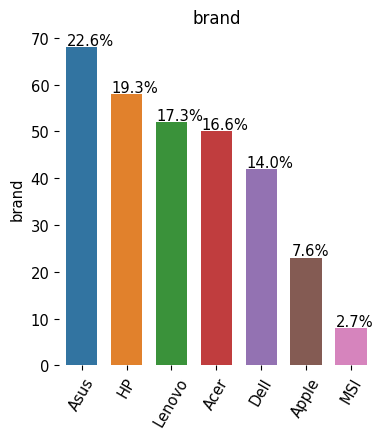 brand
70
60
50
40
30
20
10
0
brand
22.6%
19.3%
17.3%
16.6%
14.0%
7.6%
2.7%
Asus
HP
Lenovo
Acer
Dell
Apple
MSI